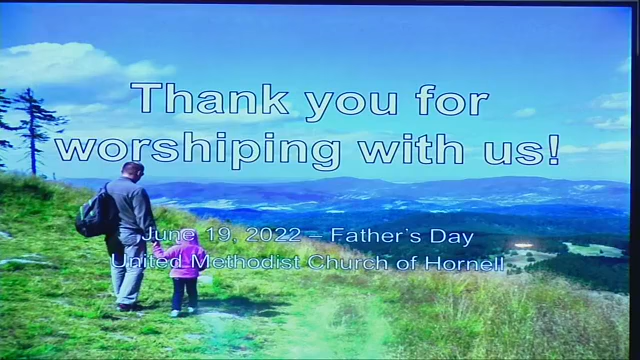 Thank you for
worshiping with us!
June 19, 2022 – Father`s Day
United Methodist Church of Hornell